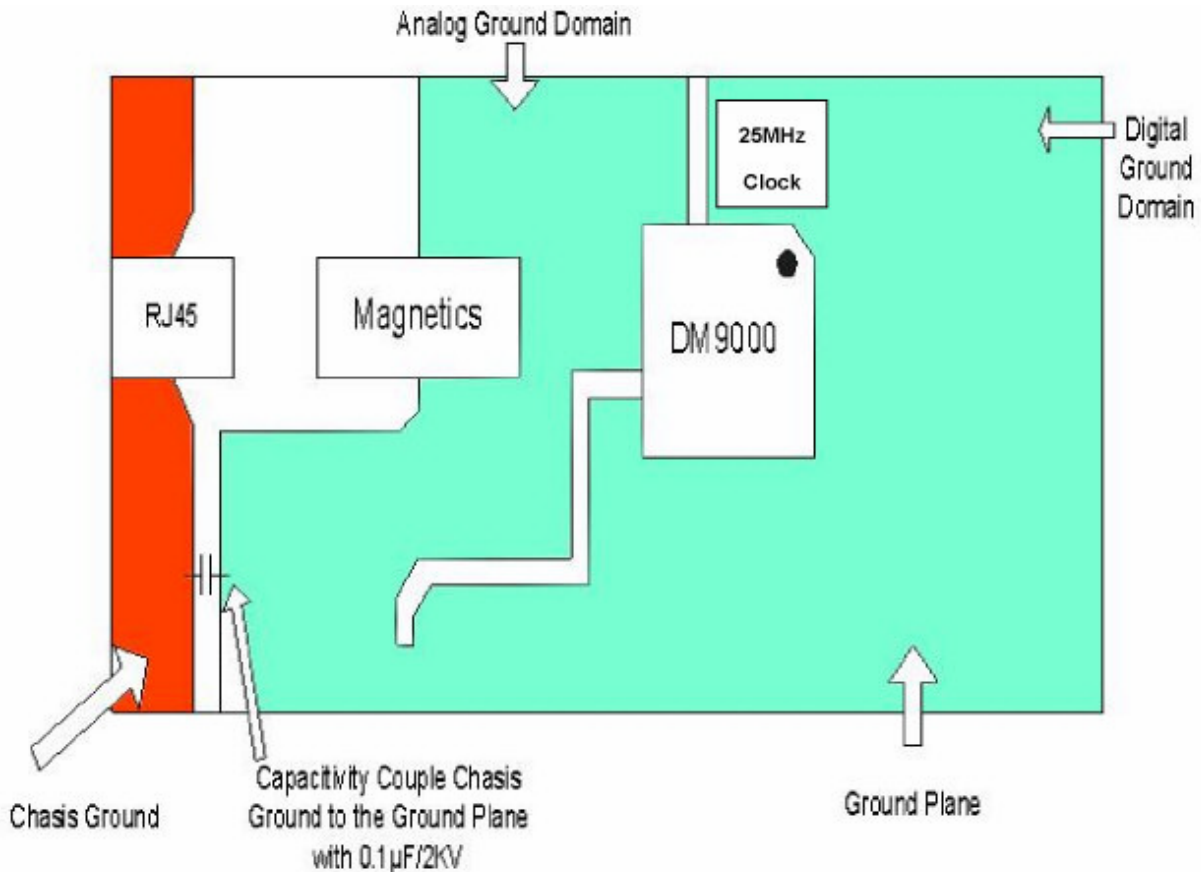 Analog Ground Domain
25MHz
Clock
Digital
Ground
Domain
RJ45
Magnetics
DM9000
Chasis Ground
Capacitivity Couple Chasis
Ground to the Ground Plane
with 0.1µF/2KV
Ground Plane